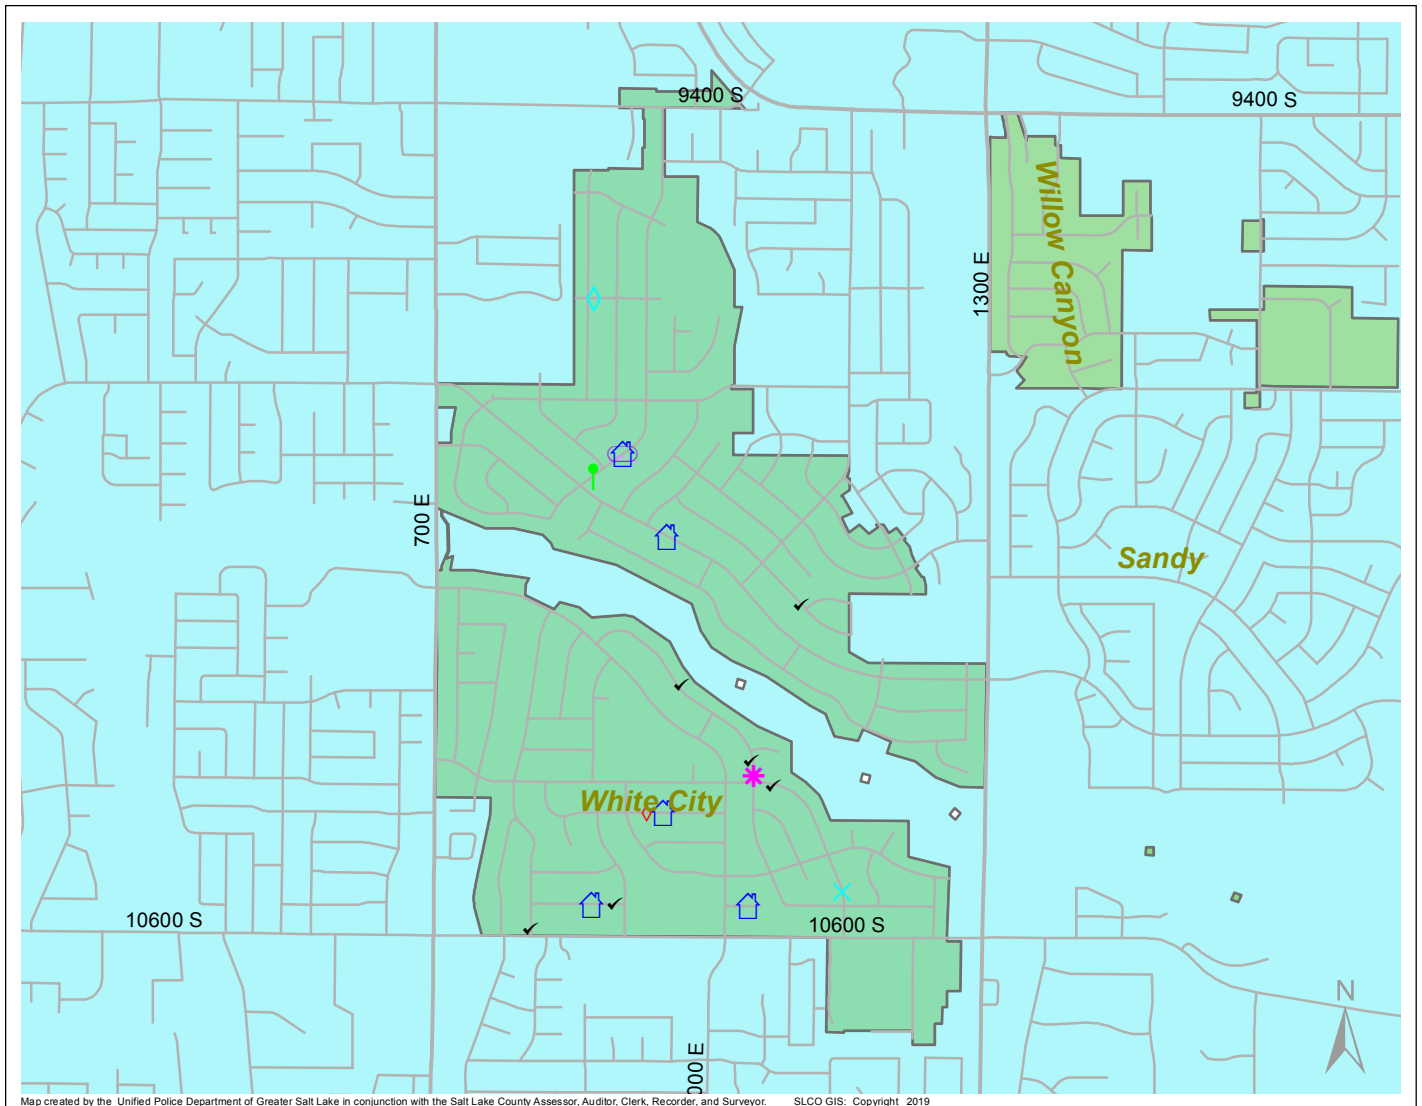 9400 S
9400 S
Willow Canyon
1300 E
700 E
Sandy
White City
10600 S
10600 S
N
000 E
Map created by the Unified Police Department of Greater Salt Lake in conjunction with the Salt Lake County Assessor, Auditor, Clerk, Recorder, and Surveyor. SLCO GIS: Copyright 2019